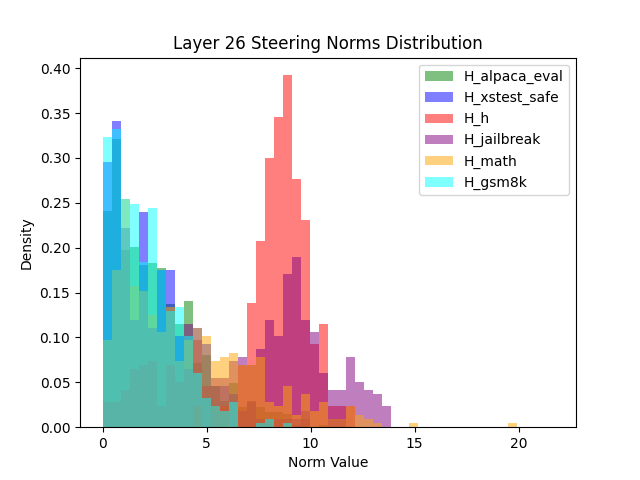 Layer 26 Steering Norms Distribution
H_alpaca_eval
H_xstest_safe
H_h
H_jailbreak
H_math
H_gsm8k
Density
0.40
0.35
0.30
0.25
0.20
0.15
0.10
0.05
0.00
0
5
10
15
20
Norm Value